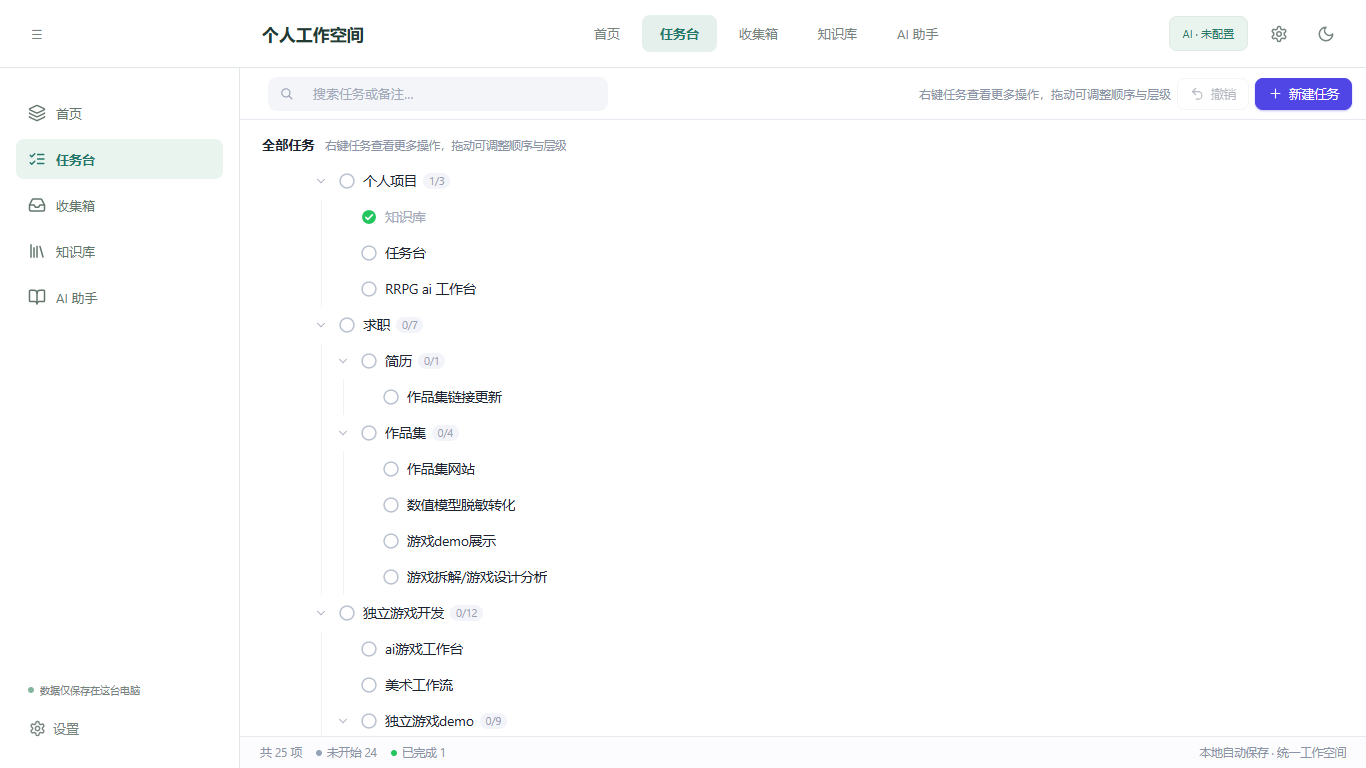 个人工作空间
首页
任务台
收集箱
知识库
AI 助手
AI · 未配置
首页
任务台
收集箱
知识库
AI 助手
数据仅保存在这台电脑
设置
搜索任务或备注...
右键任务查看更多操作，拖动可调整顺序与层级
撤销
新建任务
全部任务 右键任务查看更多操作，拖动可调整顺序与层级
个人项目 1/3
知识库
任务台
RRPG ai 工作台
求职 0/7
简历 0/1
作品集链接更新
作品集 0/4
作品集网站
数值模型脱敏转化
游戏demo展示
游戏拆解/游戏设计分析
独立游戏开发 0/12
ai游戏工作台
美术工作流
独立游戏demo 0/9
共 25 项 未开始 24 已完成 1
本地自动保存 · 统一工作空间